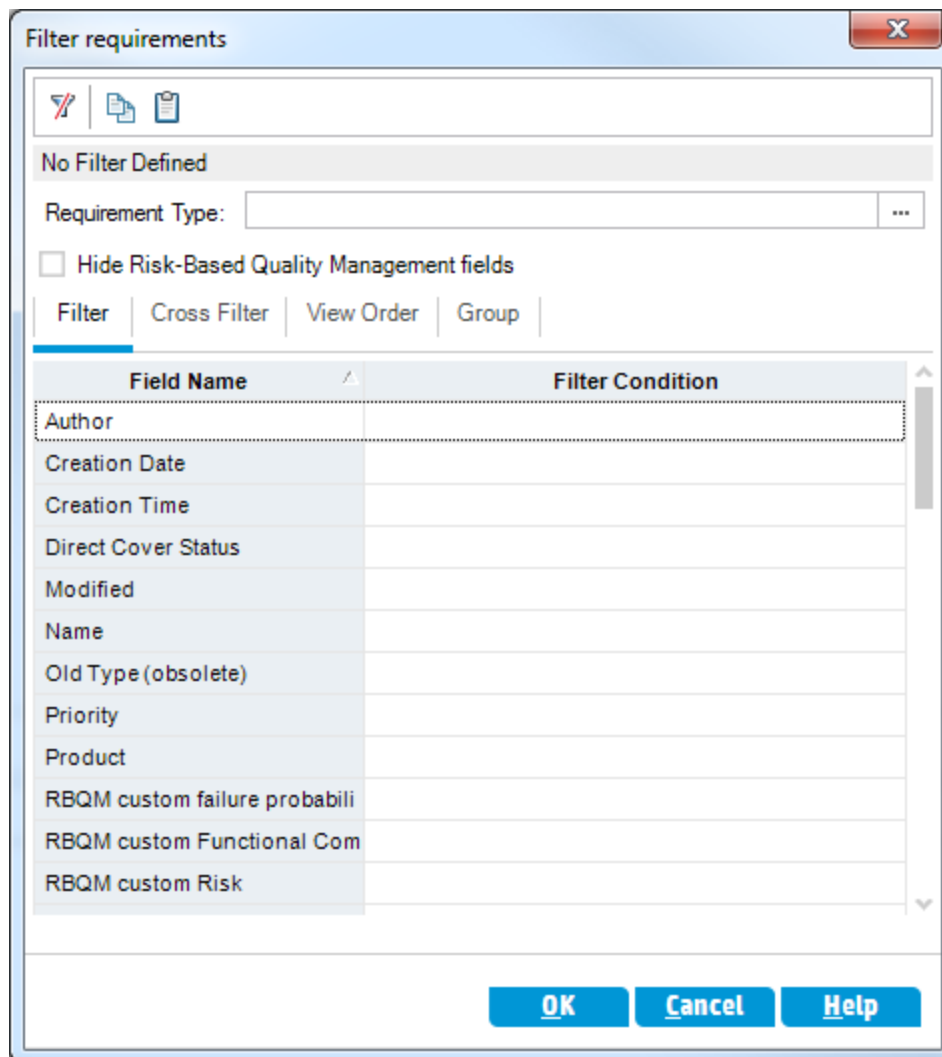 Filter requirements
No Filter Defined
Requirement Type: ...
Hide Risk-Based Quality Management fields
Filter Cross Filter View Order Group
Field Name Filter Condition
Author
Creation Date
Creation Time
Direct Cover Status
Modified
Name
Old Type (obsolete)
Priority
Product
RBQM custom failure probabili
RBQM custom Functional Com
RBQM custom Risk
OK Cancel Help